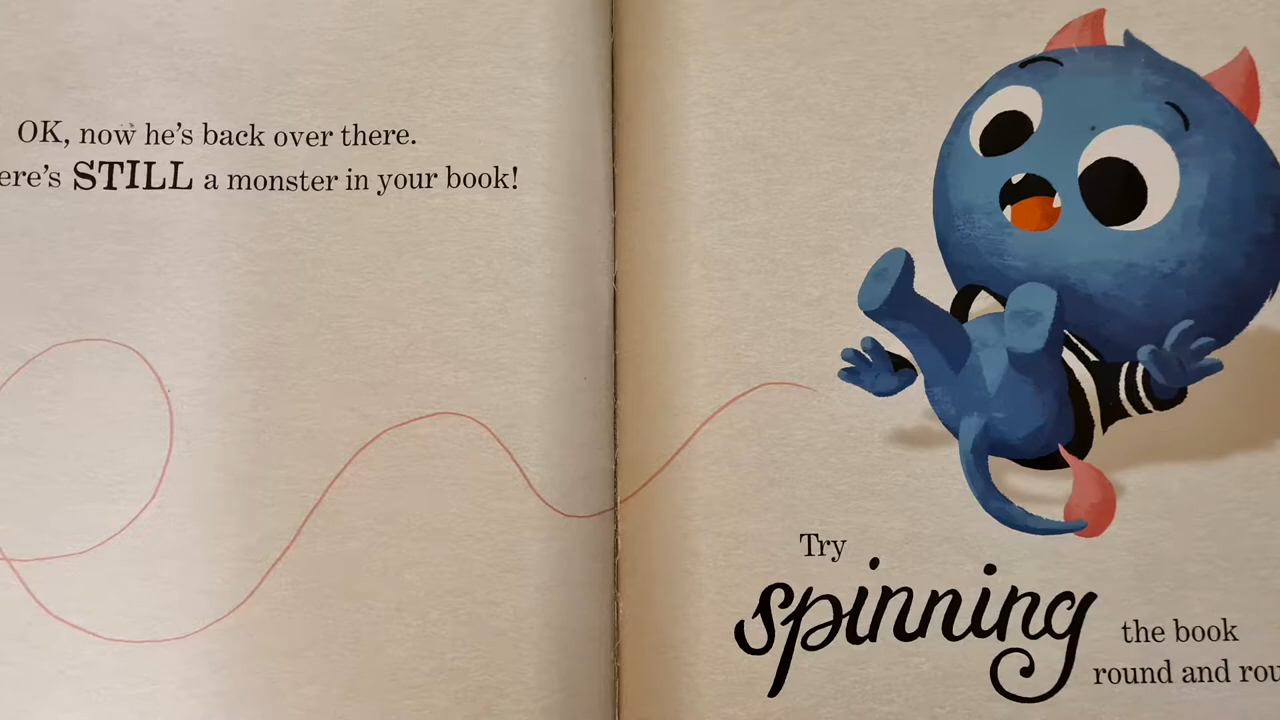 OK, now he's back over there.
ere's STILL a monster in your book!
Try
spinning
the book
round and rou